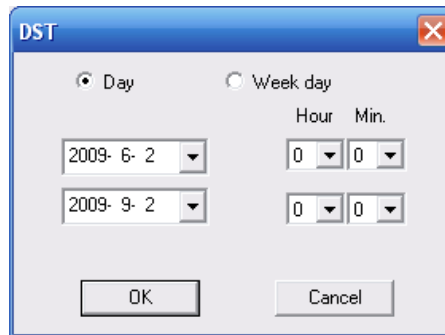 DST
Day Week day
Hour Min.
2009- 6- 2 0 0
2009- 9- 2 0 0
OK Cancel